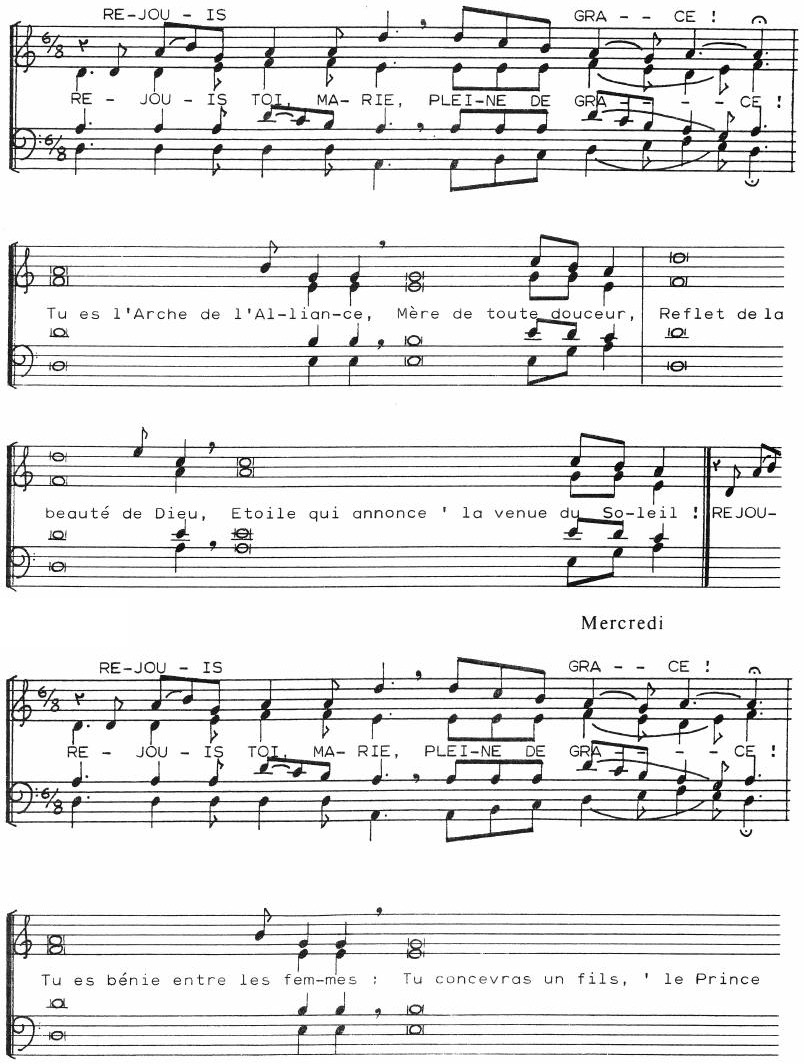 RE-JOU - IS GRA - - CE !
RE - JOU-IS TOI, MA-RIE, PLEI-NE DE GRA - - - CE !
Tu es l'Arche de l'Al-lian-ce, Mère de toute douceur, Reflet de la
beauté de Dieu, Etoile qui annonce ' la venue du So-leil ! REJOU-
Mercredi
RE-JOU - IS GRA - - CE !
RE - JOU-IS TOI, MA-RIE, PLEI-NE DE GRA - - - CE !
Tu es bénie entre les fem-mes : Tu concevras un fils, ' le Prince